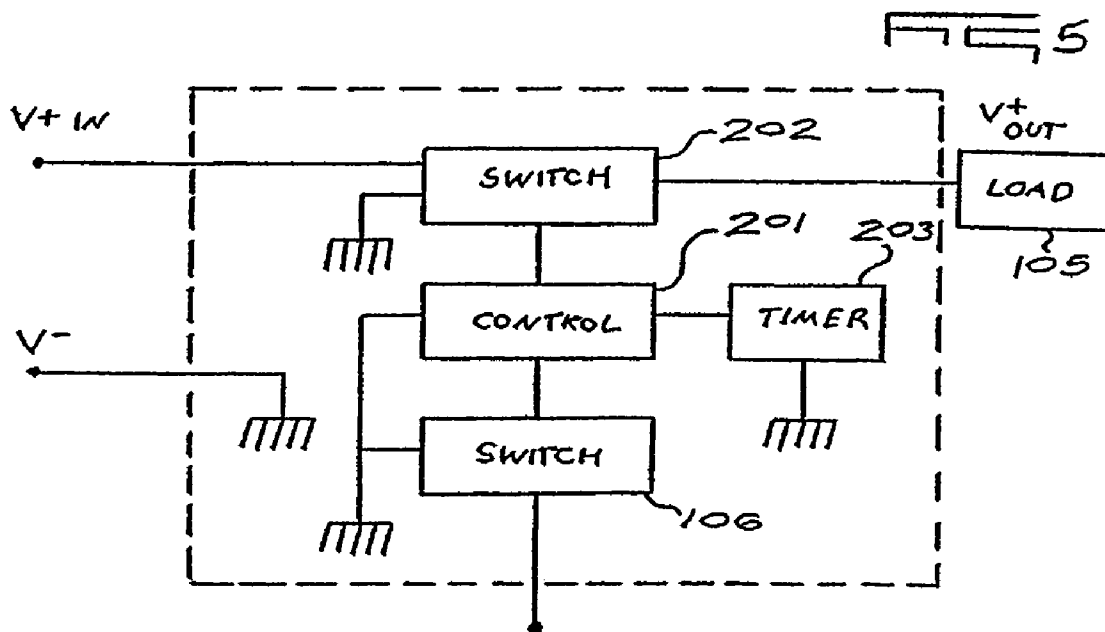 FIG 5
V+ IN
202
V+ OUT
SWITCH
LOAD
201
203
105
CONTROL
TIMER
V-
SWITCH
106